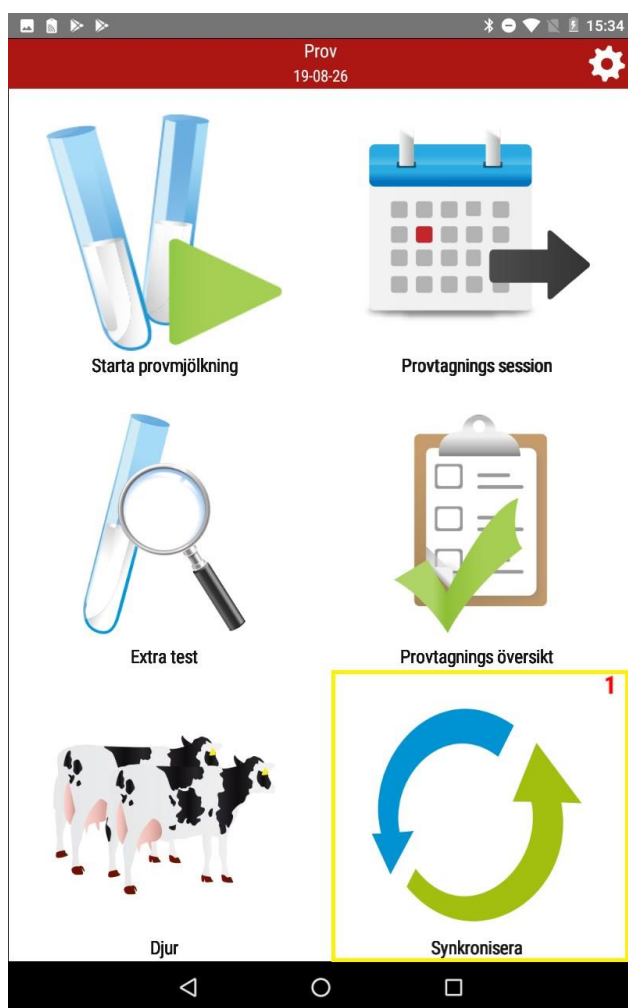 15:34
Prov
19-08-26
Starta provmjölkning
Provtagnings session
Extra test
Provtagnings översikt
1
Djur
Synkronisera